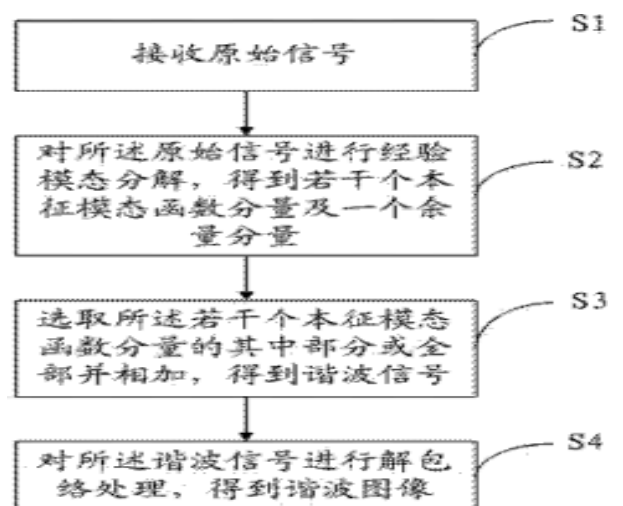 接收原始信号
S1
对所述原始信号进行经验
模态分解，得到若干个本
征模态函数分量及一个余
量分量
S2
选取所述若干个本征模态
函数分量的其中部分或全
部并相加，得到谐波信号
S3
对所述谐波信号进行解包
络处理，得到谐波图像
S4